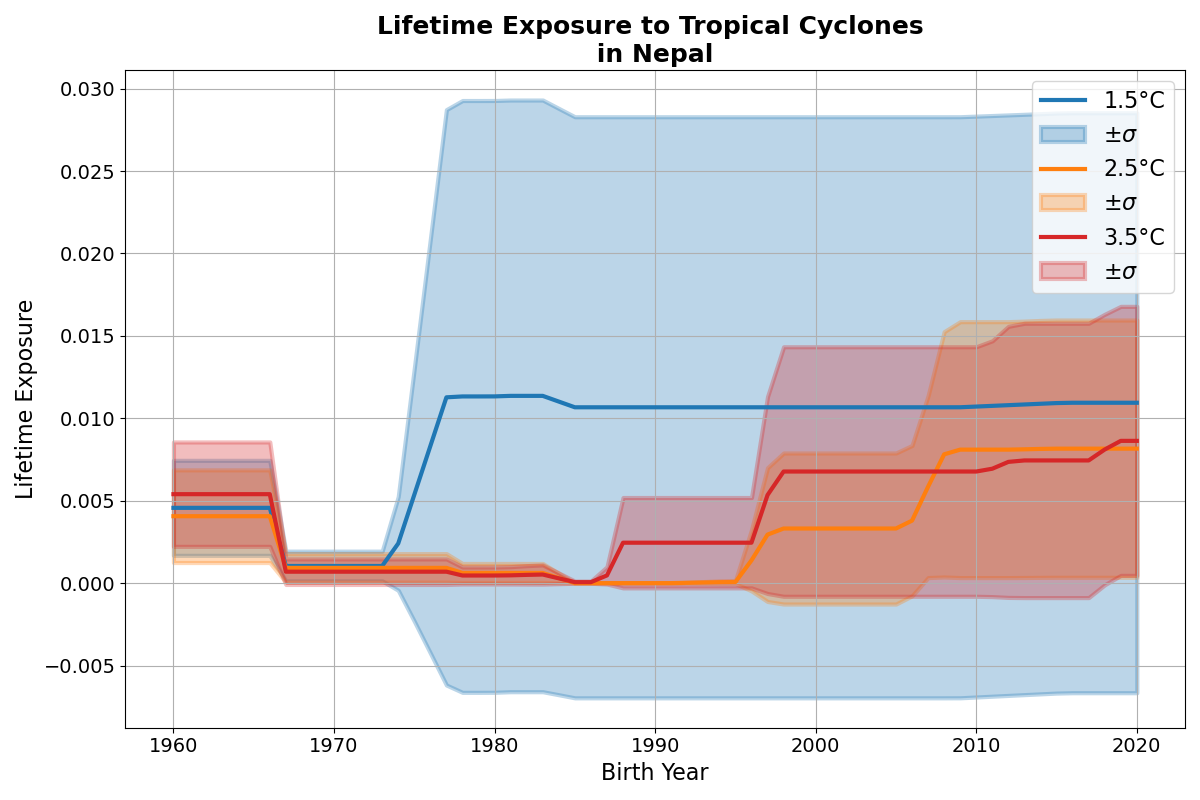 Lifetime Exposure to Tropical Cyclones
in Nepal
0.030
0.025
0.020
0.015
0.010
0.005
0.000
−0.005
Lifetime Exposure
1960
1970
1980
1990
2000
2010
2020
Birth Year
1.5°C
±σ
2.5°C
±σ
3.5°C
±σ